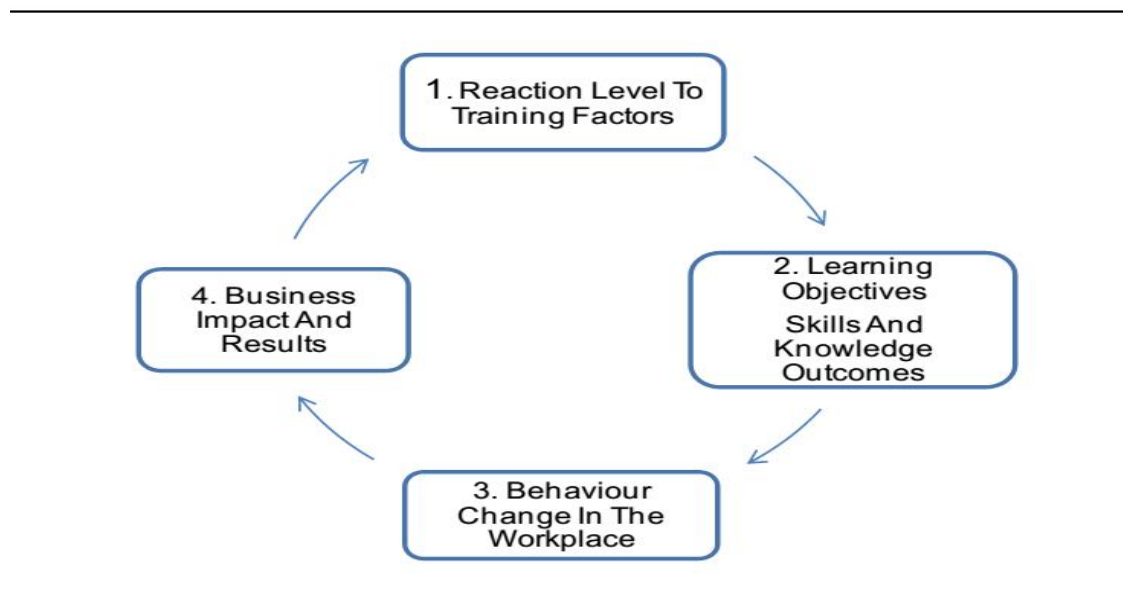 1. Reaction Level To
Training Factors
2. Learning
Objectives
Skills And
Knowledge
Outcomes
3. Behaviour
Change In The
Workplace
4. Business
Impact And
Results